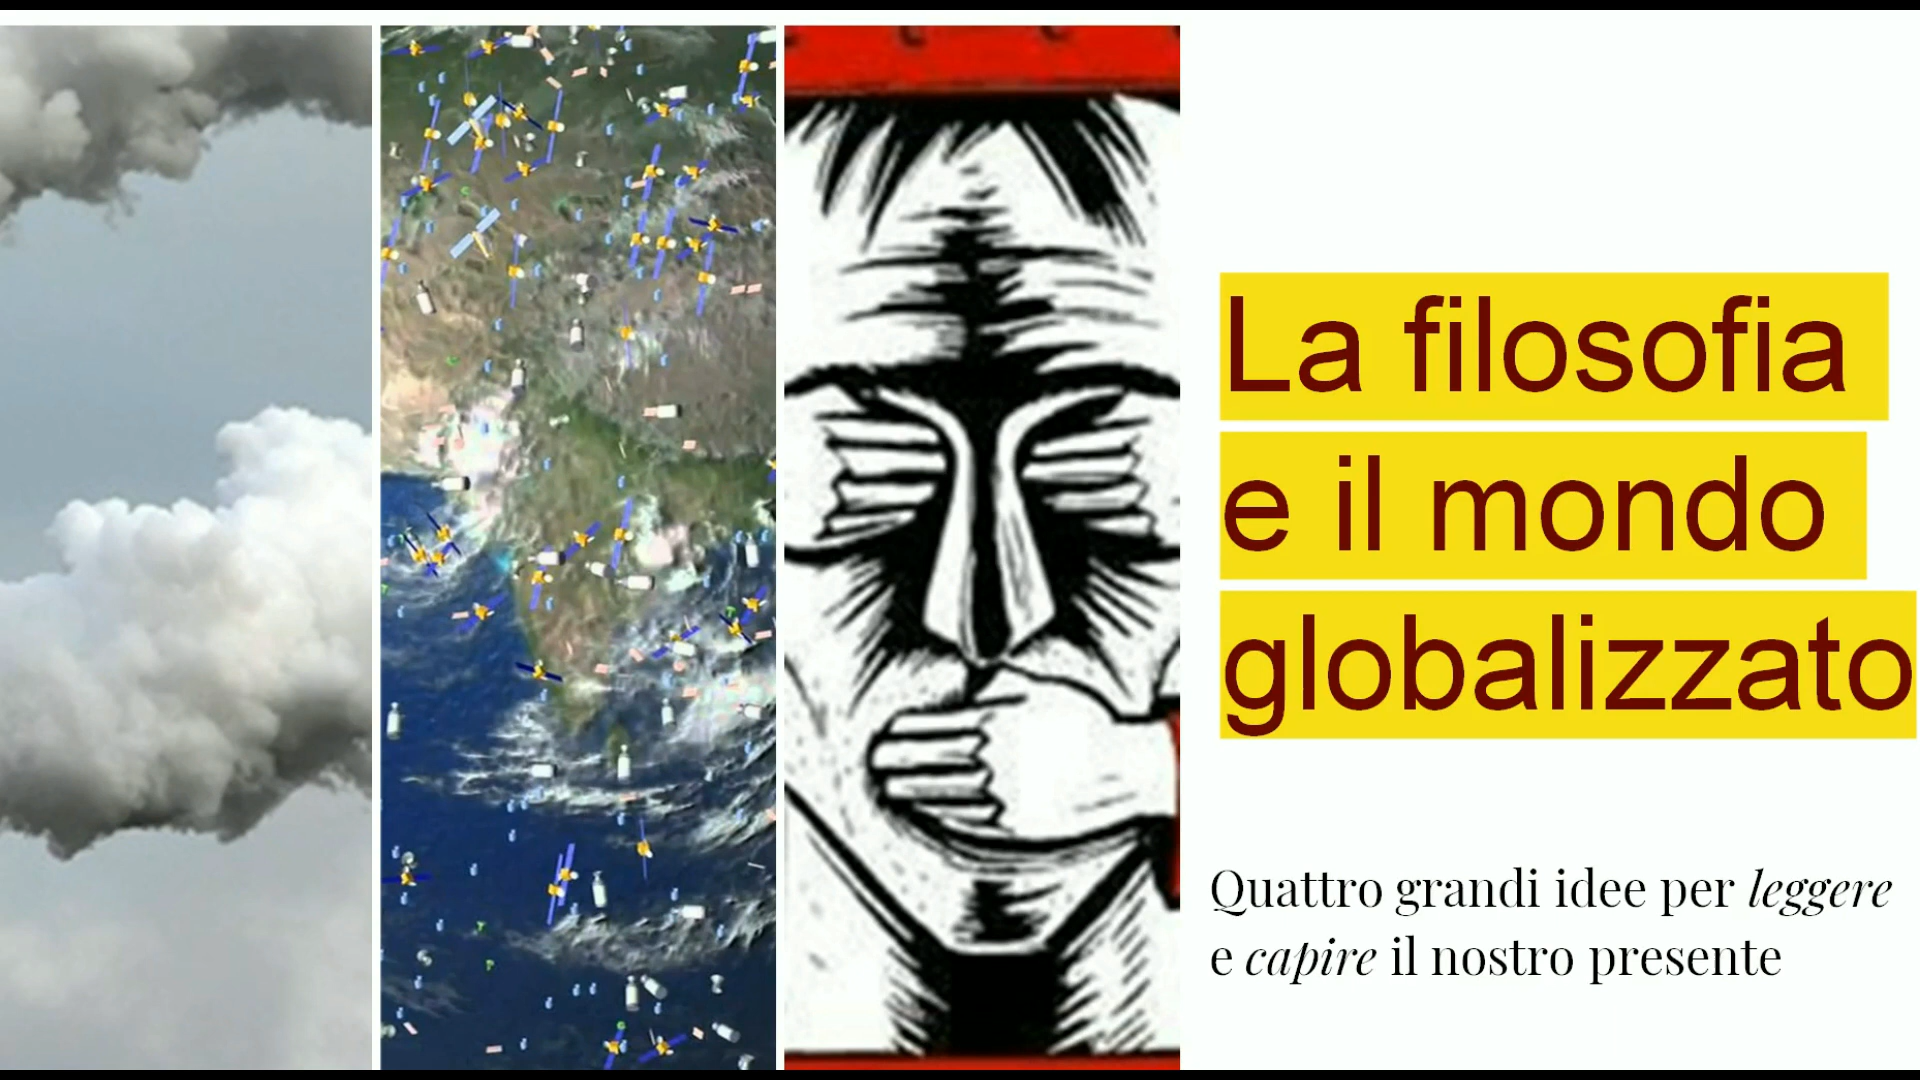 La filosofia
e il mondo
globalizzato
Quattro grandi idee per leggere
e capire il nostro presente